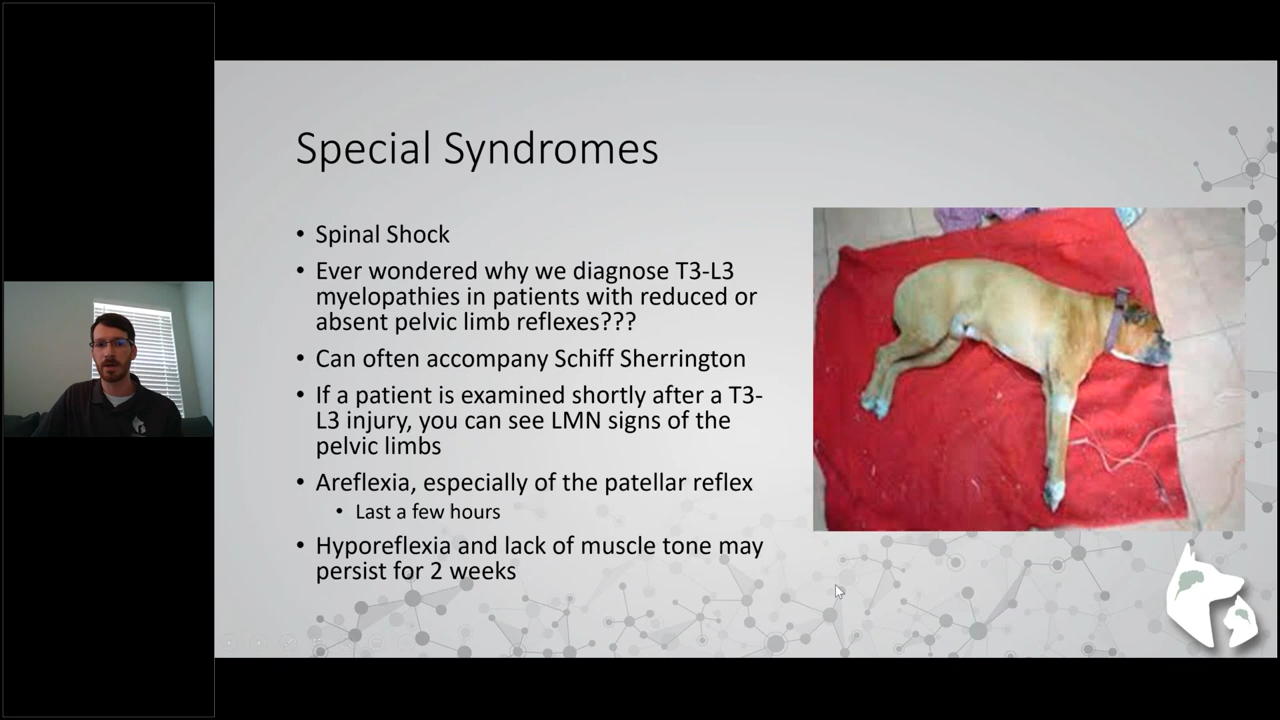 Special Syndromes
• Spinal Shock
• Ever wondered why we diagnose T3-L3
myelopathies in patients with reduced or
absent pelvic limb reflexes???
• Can often accompany Schiff Sherrington
• If a patient is examined shortly after a T3-
L3 injury, you can see LMN signs of the
pelvic limbs
• Areflexia, especially of the patellar reflex
• Last a few hours
• Hyporeflexia and lack of muscle tone may
persist for 2 weeks